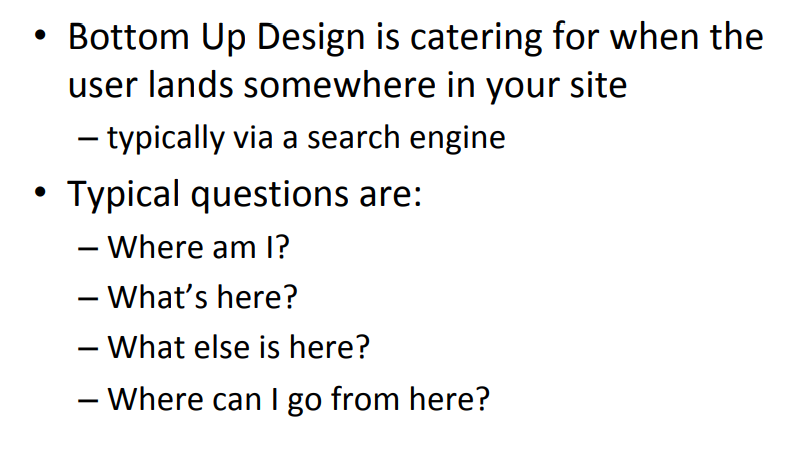 • Bottom Up Design is catering for when the
user lands somewhere in your site
– typically via a search engine
• Typical questions are:
– Where am I?
– What’s here?
– What else is here?
– Where can I go from here?